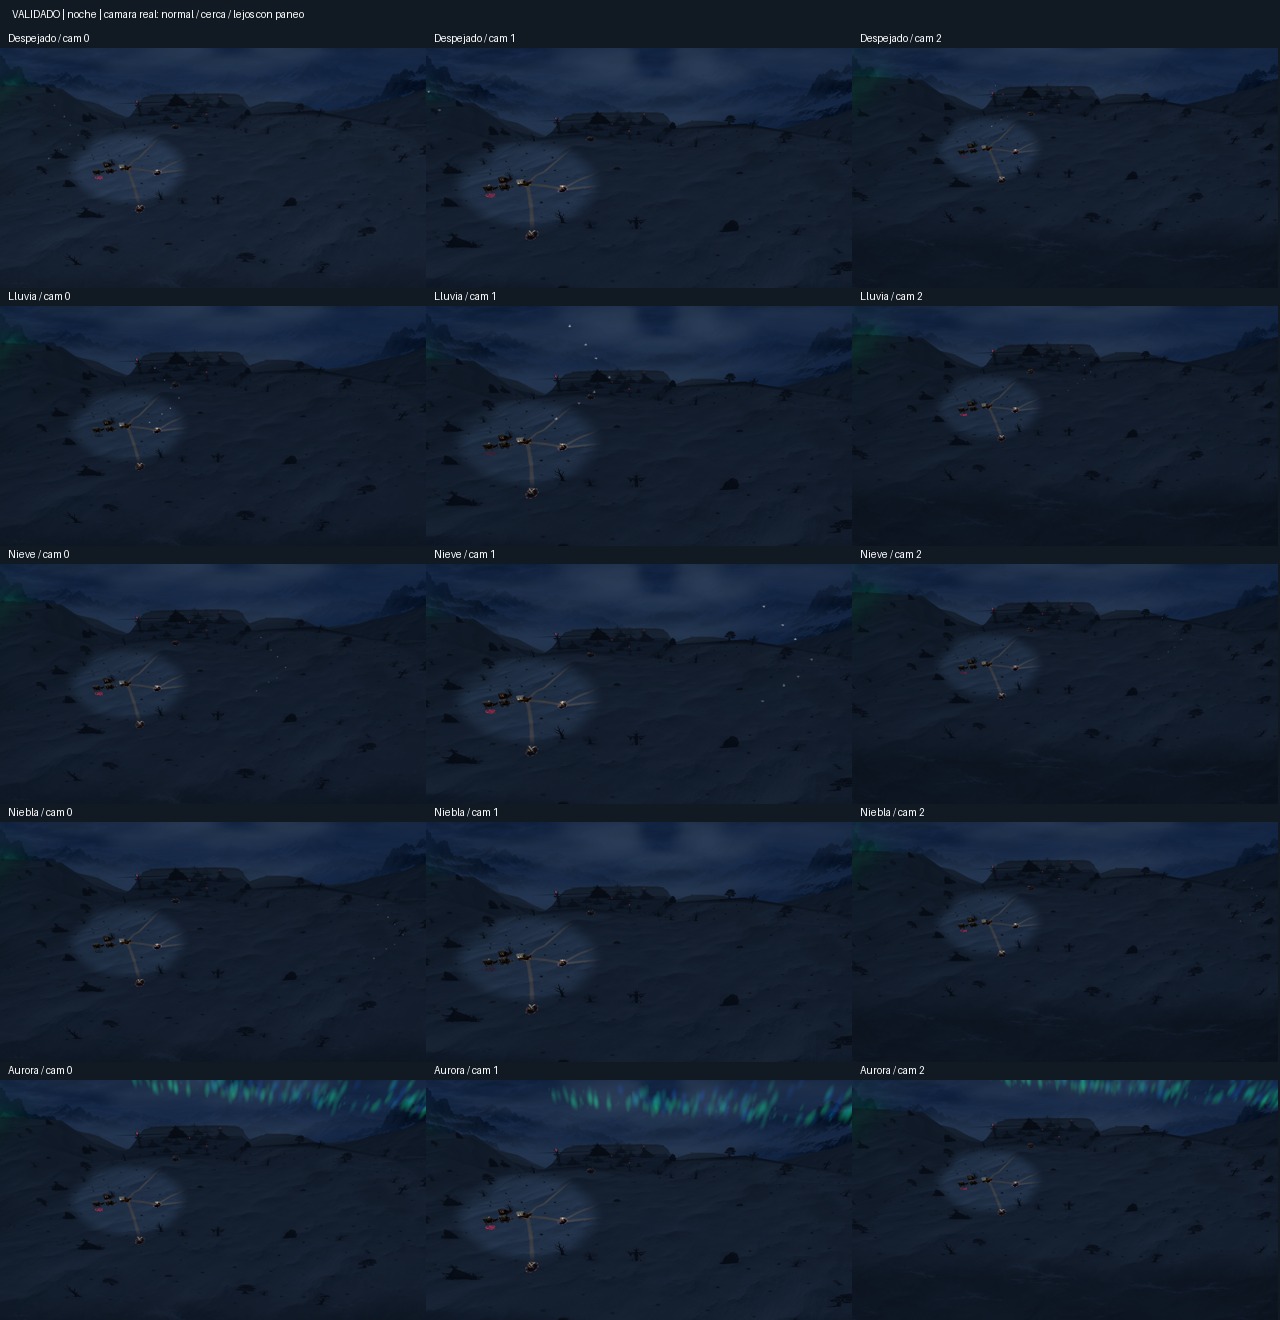 VALIDADO | noche | camara real: normal / cerca / lejos con paneo
Despejado / cam 0
Despejado / cam 1
Despejado / cam 2
Lluvia / cam 0
Lluvia / cam 1
Lluvia / cam 2
Nieve / cam 0
Nieve / cam 1
Nieve / cam 2
Niebla / cam 0
Niebla / cam 1
Niebla / cam 2
Aurora / cam 0
Aurora / cam 1
Aurora / cam 2